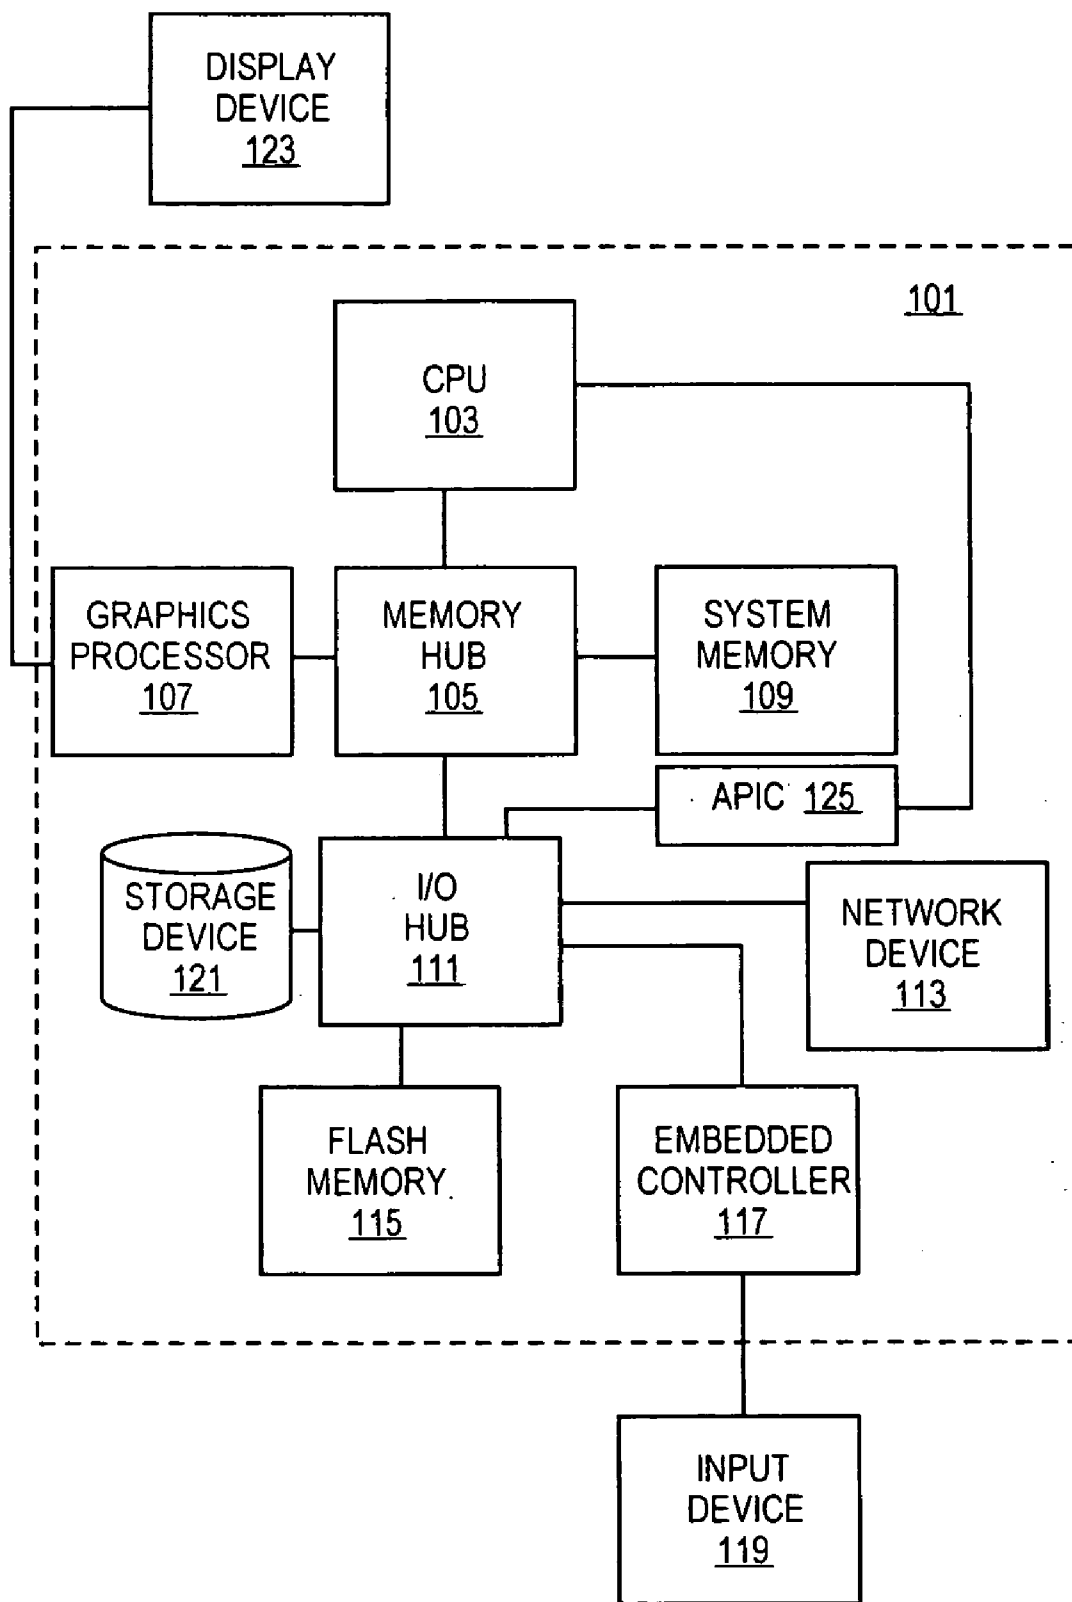 DISPLAY
DEVICE
123
101
CPU
103
GRAPHICS
PROCESSOR
107
MEMORY
HUB
105
SYSTEM
MEMORY
109
APIC 125
STORAGE
DEVICE
121
I/O
HUB
111
NETWORK
DEVICE
113
FLASH
MEMORY
115
EMBEDDED
CONTROLLER
117
INPUT
DEVICE
119